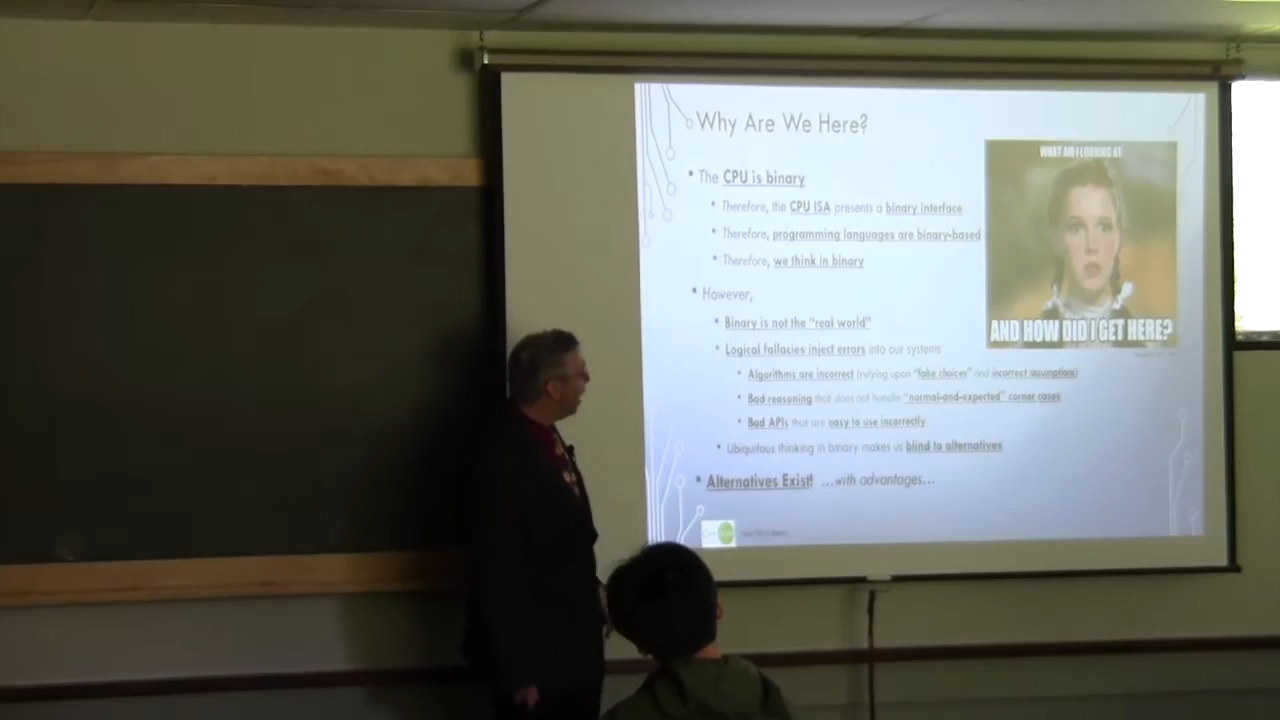 Why Are We Here?
WHAT AM I LOOKING AT
AND HOW DID I GET HERE?
• The CPU is binary
• Therefore, the CPU ISA presents a binary interface
• Therefore, programming languages are binary-based
• Therefore, we think in binary
• However,
• Binary is not the "real world"
• Logical fallacies inject errors into our systems
• Algorithms are incorrect (relying upon "fake choices" and incorrect assumptions)
• Bad reasoning that does not handle "normal-and-expected" corner cases
• Bad APIs that are easy to use incorrectly
• Ubiquitous thinking in binary makes us blind to alternatives
• Alternatives Exist! ...with advantages...